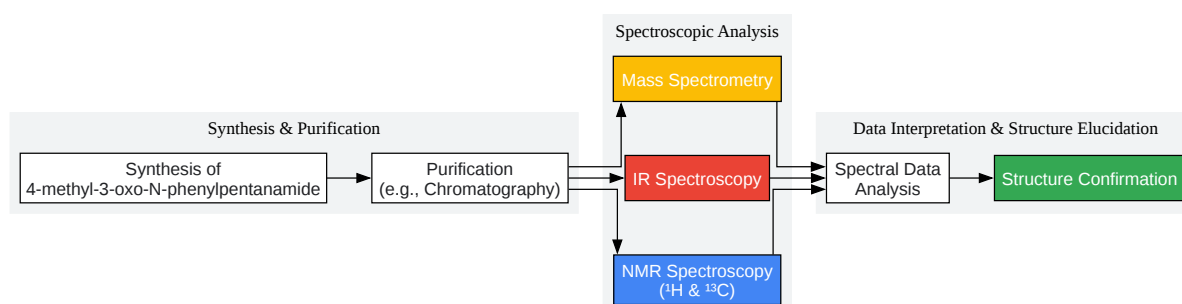 Synthesis & Purification
Synthesis of
4-methyl-3-oxo-N-phenylpentanamide
Purification
(e.g., Chromatography)
Spectroscopic Analysis
Mass Spectrometry
IR Spectroscopy
NMR Spectroscopy
(¹H & ¹³C)
Data Interpretation & Structure Elucidation
Spectral Data
Analysis
Structure Confirmation